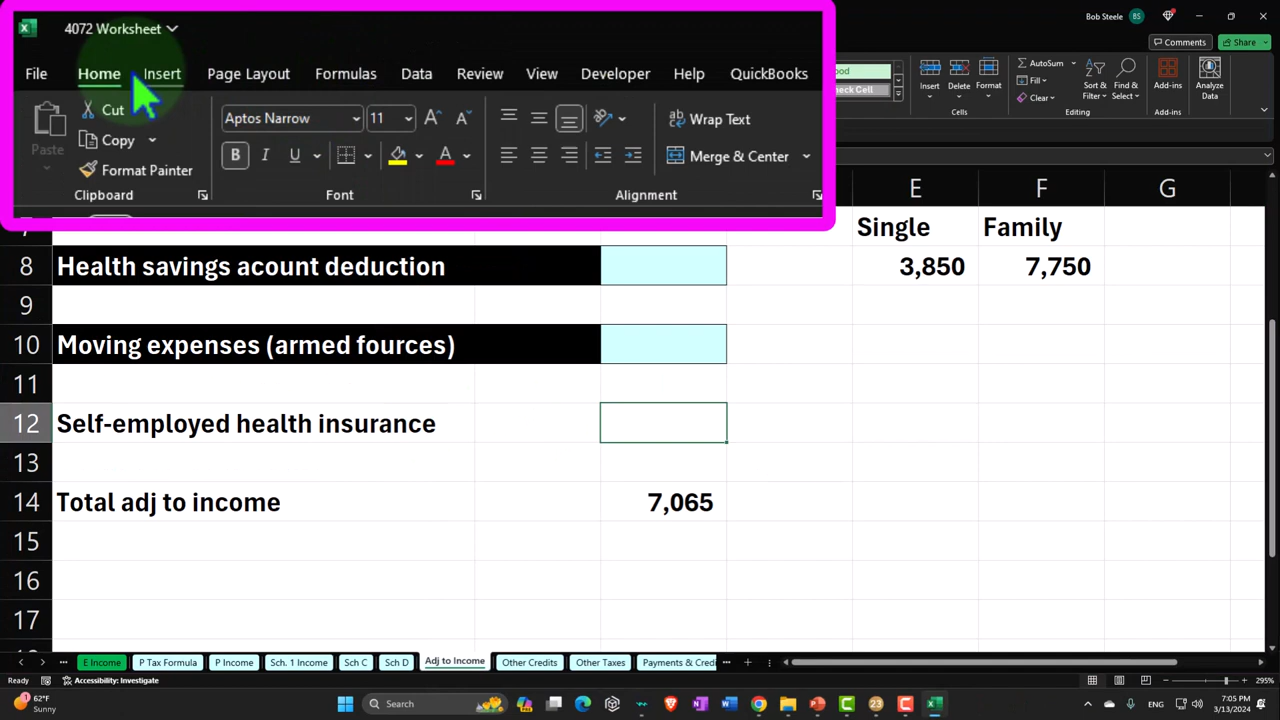 4072 Worksheet
Bob Steele BS
File Home Insert Page Layout Formulas Data Review View Developer Help QuickBooks
Comments Share
Paste
Cut
Copy
Format Painter
Clipboard
Aptos Narrow 11
B I U A
Font
Wrap Text
Merge & Center
Alignment
ood
heck Cell
Insert Delete Format
Cells
AutoSum
Fill
Clear
Sort & Filter
Find & Select
Editing
Add-ins
Add-ins
Analyze Data
E F G
Single Family
8 Health savings acount deduction 3,850 7,750
9
10 Moving expenses (armed fources)
11
12 Self-employed health insurance
13
14 Total adj to income 7,065
15
16
17
E Income P Tax Formula P Income Sch. 1 Income Sch C Sch D Adj to Income Other Credits Other Taxes Payments & Credi
Ready Accessibility: Investigate 295%
62°F
Sunny
Search
ENG
7:05 PM
3/13/2024